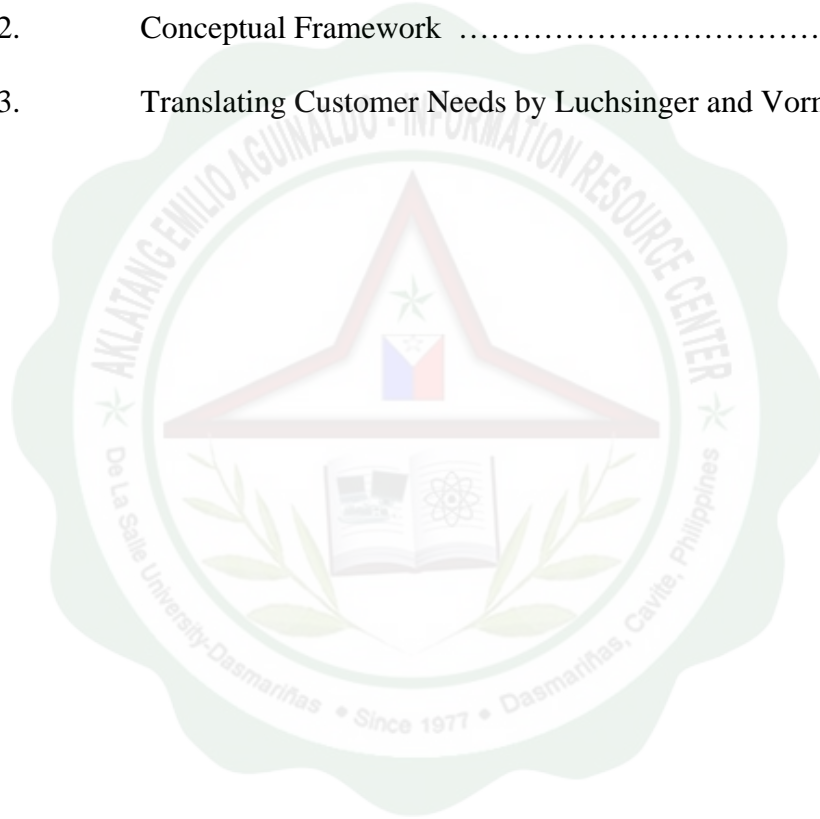 2. Conceptual Framework ……………………………
3. Translating Customer Needs by Luchsinger and
AKLATANG EMILIO AGUINALDO - INFORMATION RESOURCE CENTER
De La Salle University-Dasmariñas • Since 1977 • Dasmariñas, Cavite, Philippines